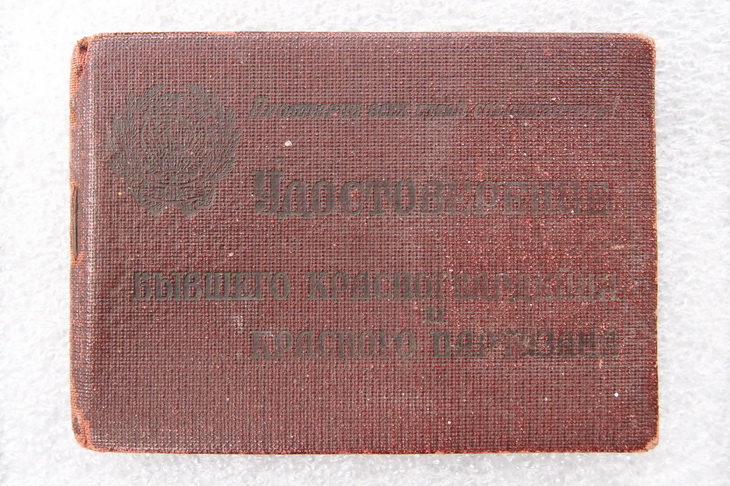 Пролетарии всех стран, соединяйтесь!
Удостоверение
бывшего красногвардейца
и
красного партизана